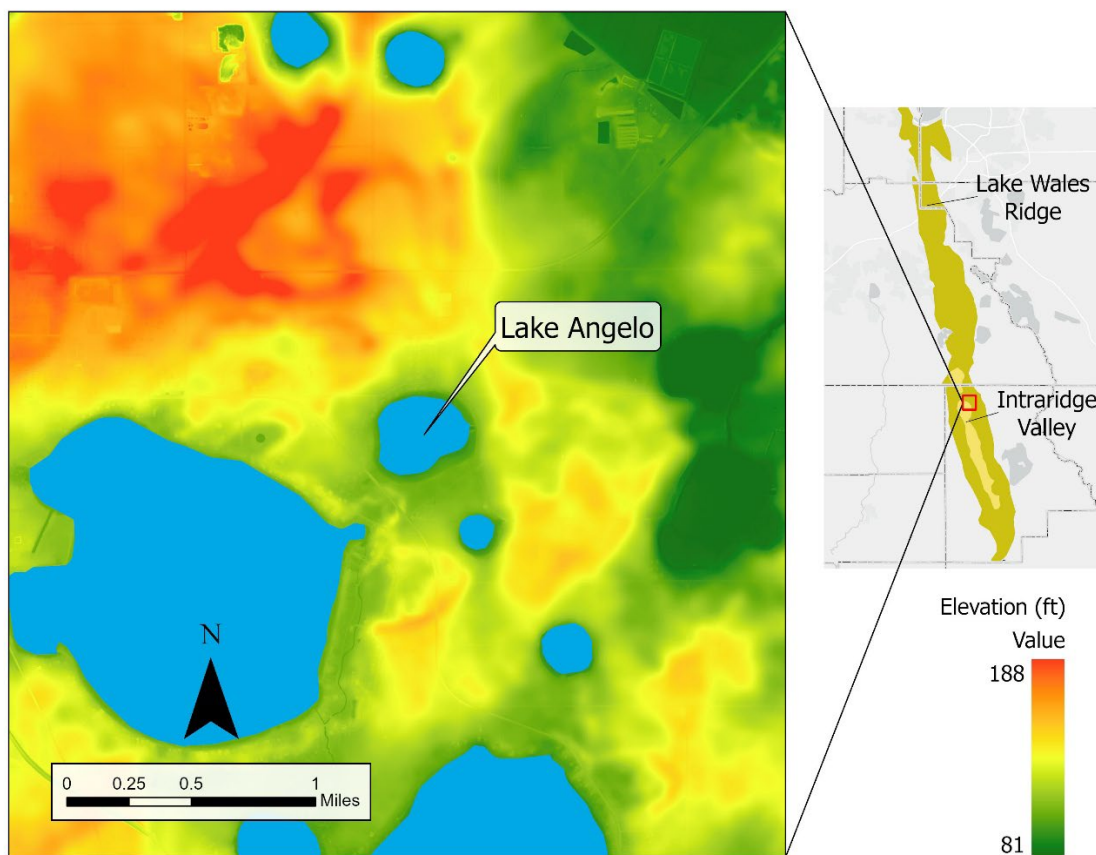 Lake Angelo
N
0 0.25 0.5 1
Miles
Lake Wales
Ridge
Intraridge
Valley
Elevation (ft)
Value
188
81